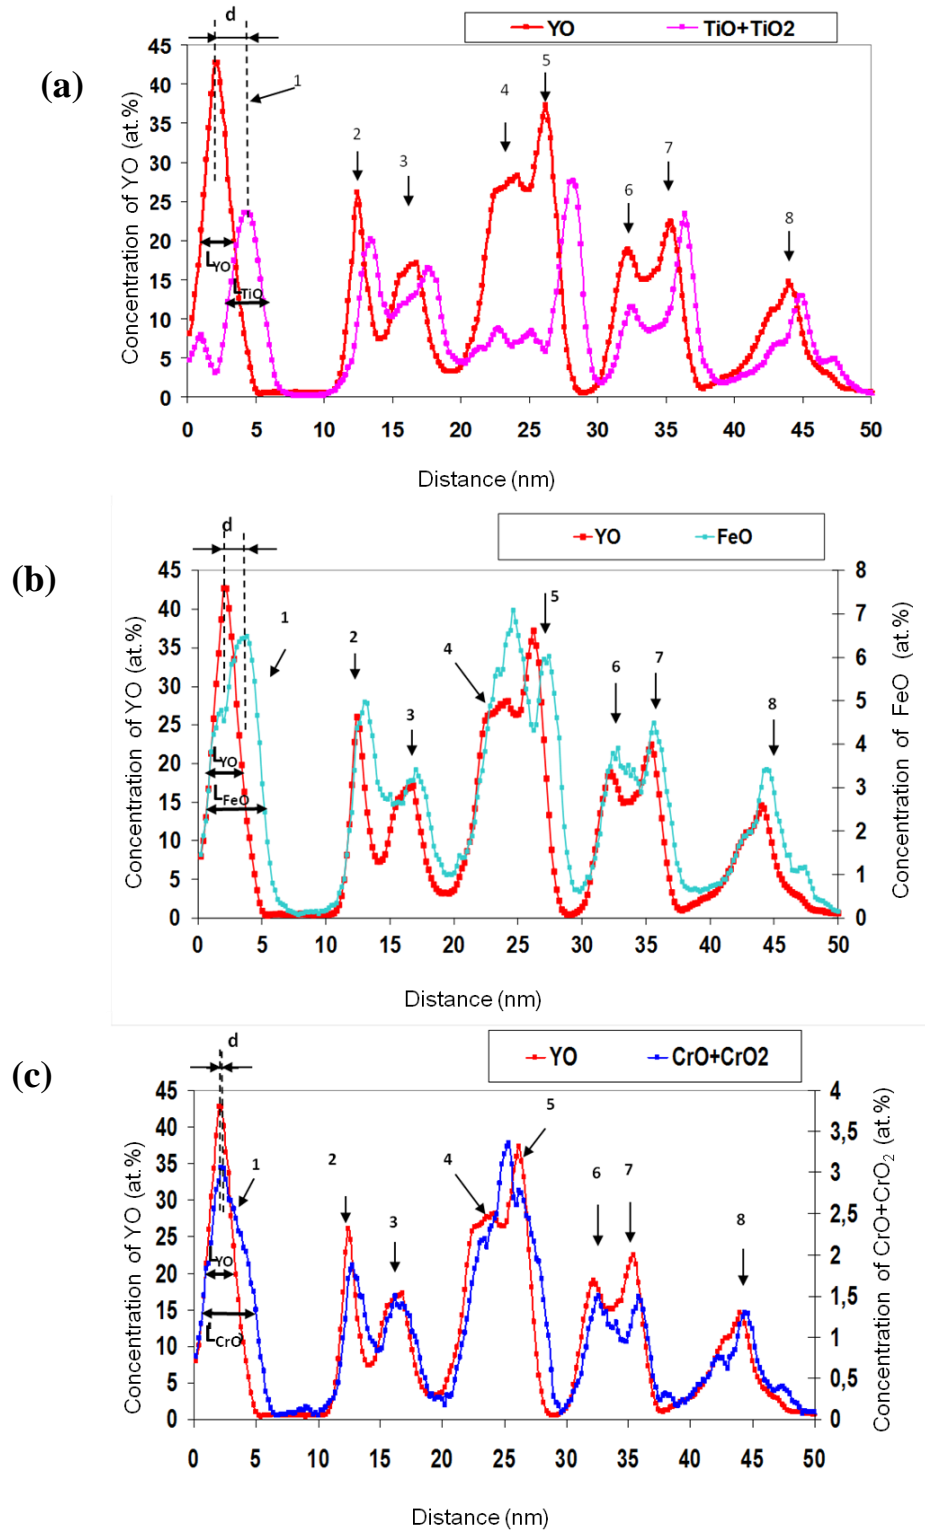 d
YO TiO+TiO2
(a)
45
40
35
30
25
20
15
10
5
0
Concentration of YO (at.%)
1
2
3
4
5
6
7
8
LYO
LTiO
0 5 10 15 20 25 30 35 40 45 50
Distance (nm)
d
YO FeO
(b)
45
40
35
30
25
20
15
10
5
0
Concentration of YO (at.%)
1
2
3
4
5
6
7
8
LYO
LFeO
8
7
6
5
4
3
2
1
0
Concentration of FeO (at.%)
0 5 10 15 20 25 30 35 40 45 50
Distance (nm)
d
YO CrO+CrO2
(c)
45
40
35
30
25
20
15
10
5
0
Concentration of YO (at.%)
1
2
3
4
5
6
7
8
LYO
LCrO
4
3,5
3
2,5
2
1,5
1
0,5
0
Concentration of CrO+CrO₂ (at.%)
0 5 10 15 20 25 30 35 40 45 50
Distance (nm)